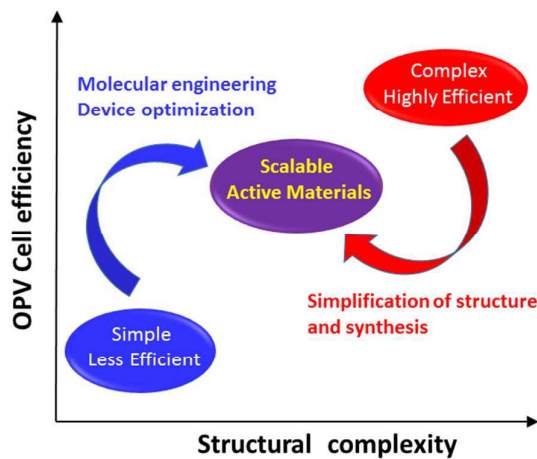 OPV Cell efficiency
Molecular engineering
Device optimization
Complex
Highly Efficient
Scalable
Active Materials
Simplification of structure
and synthesis
Simple
Less Efficient
Structural complexity